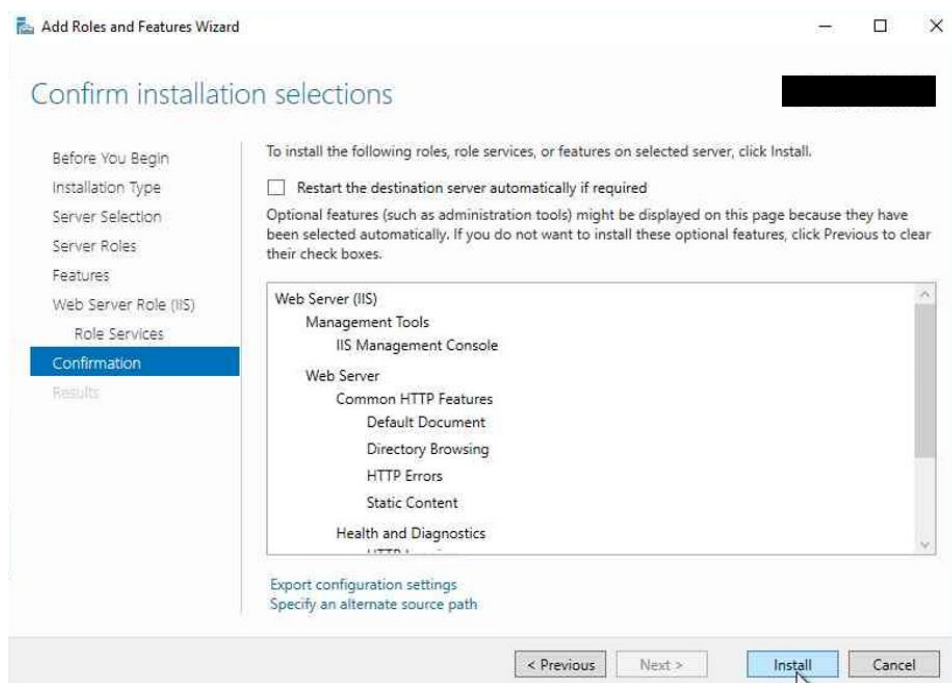 Add Roles and Features Wizard
Confirm installation selections
Before You Begin
Installation Type
Server Selection
Server Roles
Features
Web Server Role (IIS)
Role Services
Confirmation
Results
To install the following roles, role services, or features on selected server, click Install.
Restart the destination server automatically if required
Optional features (such as administration tools) might be displayed on this page because they have
been selected automatically. If you do not want to install these optional features, click Previous to clear
their check boxes.
Web Server (IIS)
Management Tools
IIS Management Console
Web Server
Common HTTP Features
Default Document
Directory Browsing
HTTP Errors
Static Content
Health and Diagnostics
Export configuration settings
Specify an alternate source path
< Previous
Next >
Install
Cancel